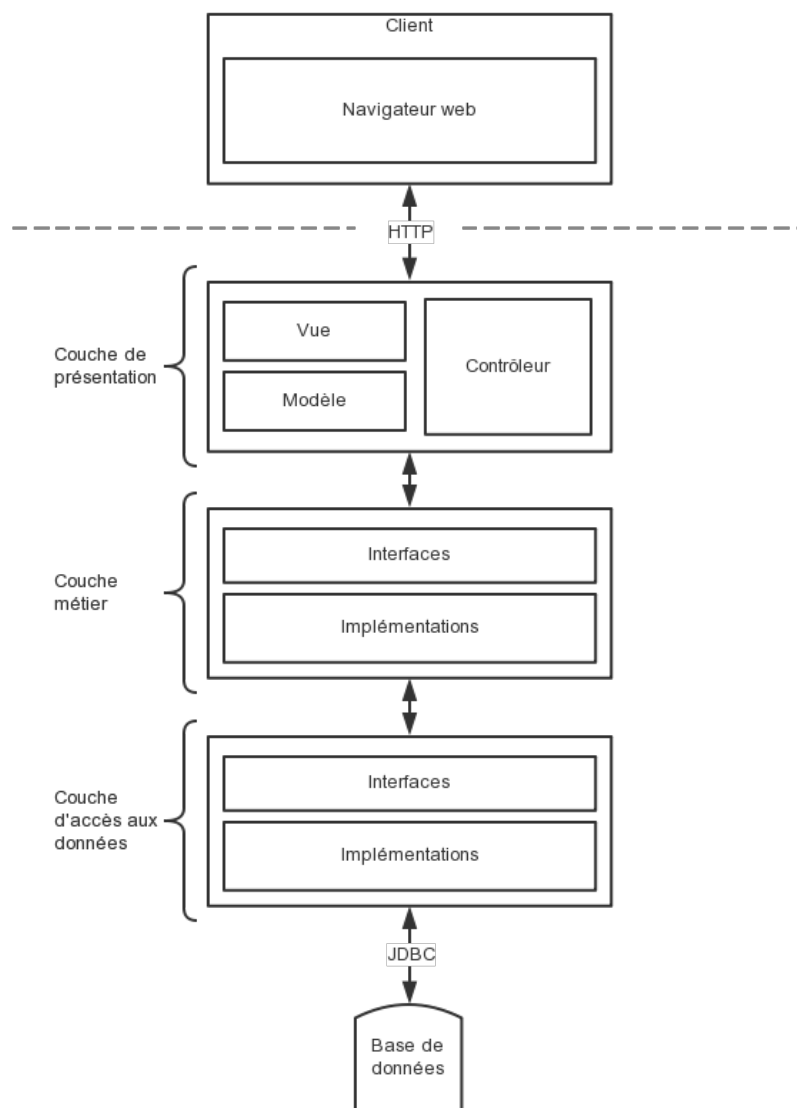 Client
Navigateur web
HTTP
Couche de
présentation
Vue
Modèle
Contrôleur
Couche
métier
Interfaces
Implémentations
Couche
d'accès aux
données
Interfaces
Implémentations
JDBC
Base de
données